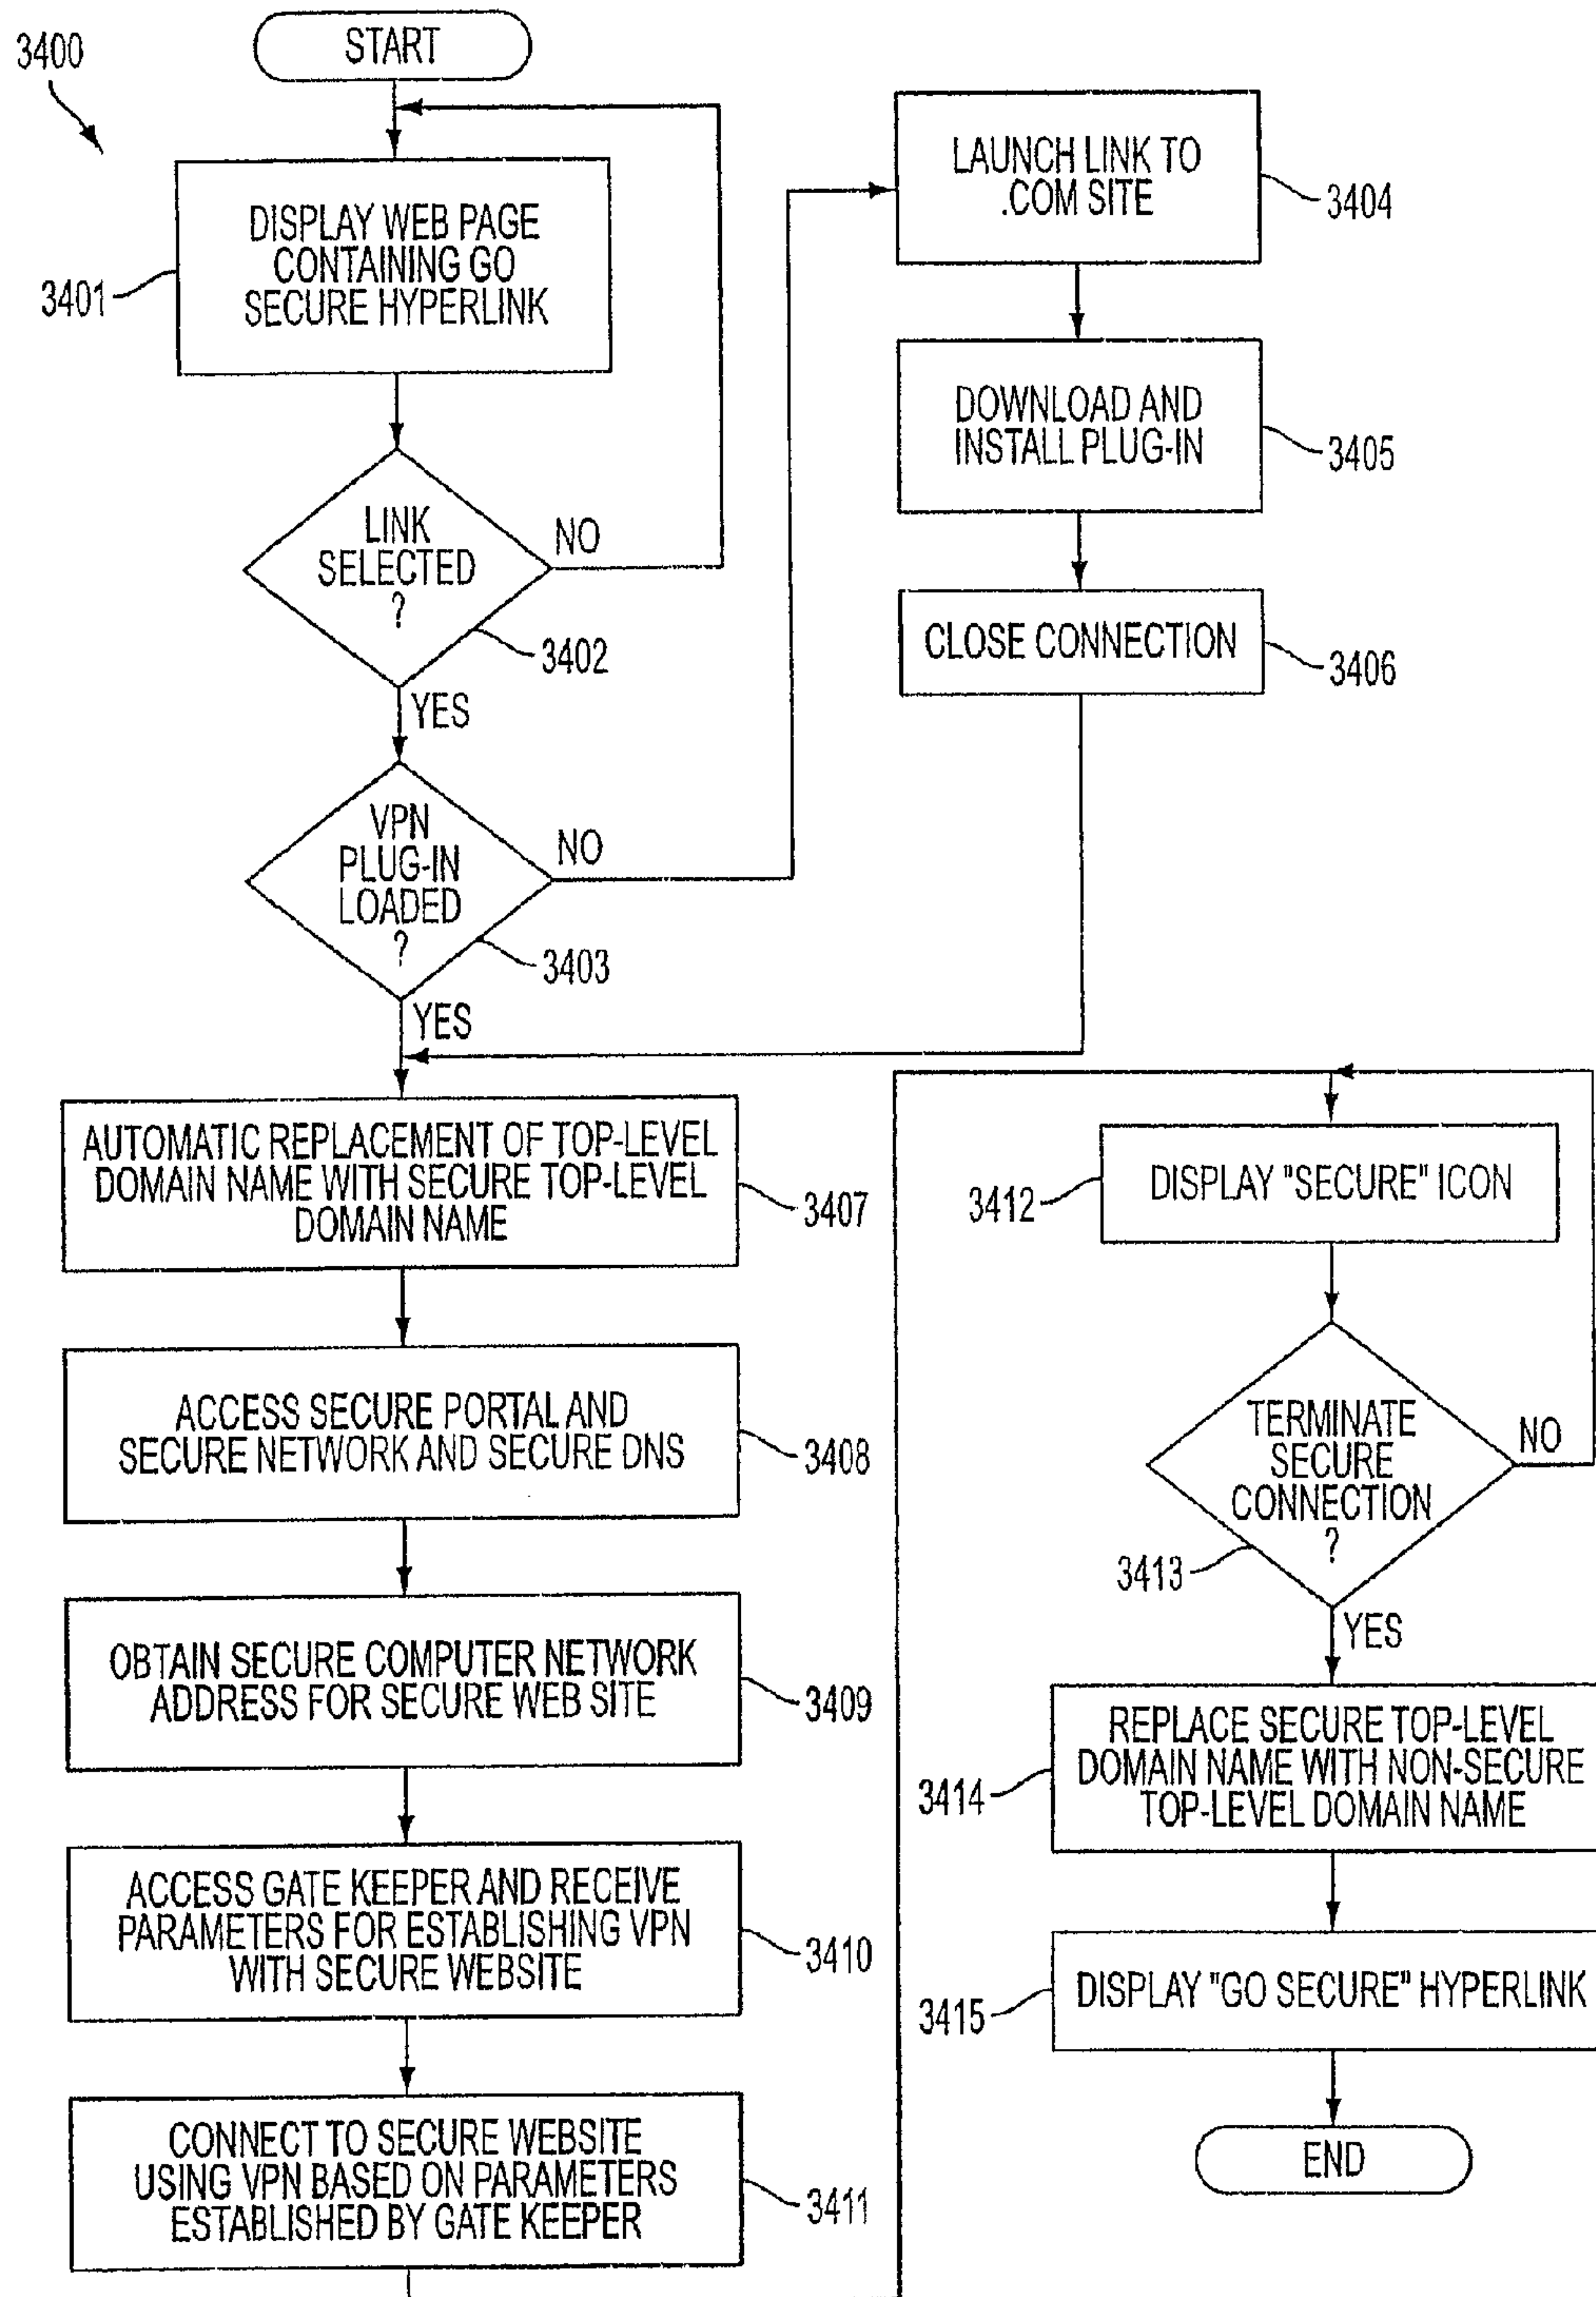 3400
START
DISPLAY WEB PAGE
CONTAINING GO
SECURE HYPERLINK
3401
LINK
SELECTED
?
NO
3402
YES
VPN
PLUG-IN
LOADED
?
NO
3403
YES
LAUNCH LINK TO
.COM SITE
3404
DOWNLOAD AND
INSTALL PLUG-IN
3405
CLOSE CONNECTION
3406
AUTOMATIC REPLACEMENT OF TOP-LEVEL
DOMAIN NAME WITH SECURE TOP-LEVEL
DOMAIN NAME
3407
ACCESS SECURE PORTAL AND
SECURE NETWORK AND SECURE DNS
3408
OBTAIN SECURE COMPUTER NETWORK
ADDRESS FOR SECURE WEB SITE
3409
ACCESS GATE KEEPER AND RECEIVE
PARAMETERS FOR ESTABLISHING VPN
WITH SECURE WEBSITE
3410
CONNECT TO SECURE WEBSITE
USING VPN BASED ON PARAMETERS
ESTABLISHED BY GATE KEEPER
3411
DISPLAY "SECURE" ICON
3412
TERMINATE
SECURE
CONNECTION
?
NO
3413
YES
REPLACE SECURE TOP-LEVEL
DOMAIN NAME WITH NON-SECURE
TOP-LEVEL DOMAIN NAME
3414
DISPLAY "GO SECURE" HYPERLINK
3415
END